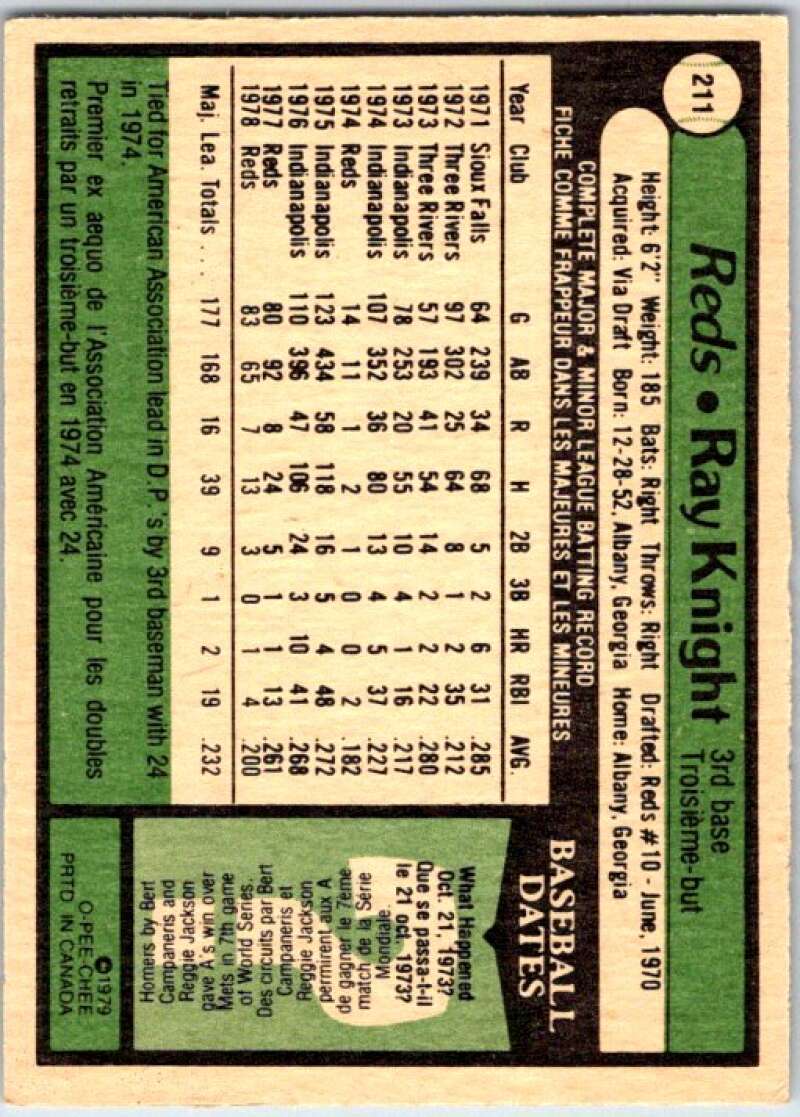 211
Reds • Ray Knight
3rd base
Troisième-but
Height: 6'2" Weight: 185 Bats: Right Throws: Right Drafted: Reds #10 - June, 1970
Acquired: Via Draft Born: 12-28-52, Albany, Georgia Home: Albany, Georgia
COMPLETE MAJOR & MINOR LEAGUE BATTING RECORD
FICHE COMME FRAPPEUR DANS LES MAJEURES ET LES MINEURES
Year Club G AB R H 2B 3B HR RBI AVG.
1971 Sioux Falls 64 239 34 68 5 2 6 31 .285
1972 Three Rivers 97 302 25 64 8 1 2 35 .212
1973 Three Rivers 57 193 41 54 14 2 2 22 .280
1973 Indianapolis 78 253 20 55 10 4 1 16 .217
1974 Indianapolis 107 352 36 80 13 4 5 37 .227
1974 Reds 14 11 1 2 1 0 0 2 .182
1975 Indianapolis 123 434 58 118 16 5 4 48 .272
1976 Indianapolis 110 396 47 106 24 3 10 41 .268
1977 Reds 80 92 8 24 5 1 1 13 .261
1978 Reds 83 65 7 13 3 0 1 4 .200
Maj. Lea. Totals ... 177 168 16 39 9 1 2 19 .232
Tied for American Association lead in D.P.'s by 3rd baseman with 24
in 1974.
Premier ex aequo de l'Association Américaine pour les doubles
retraits par un troisième-but en 1974 avec 24.
BASEBALL
DATES
What Happened
Oct. 21, 1973?
Que se passa-t-il
le 21 oct. 1973?
Des circuits par Bert
Campaneris et
Reggie Jackson
permirent aux A
de gagner le 7eme
match de la Série
Mondiale.
Homers by Bert
Campaneris and
Reggie Jackson
gave A's win over
Mets in 7th game
of World Series.
©1979
O-PEE-CHEE
PRTD IN CANADA